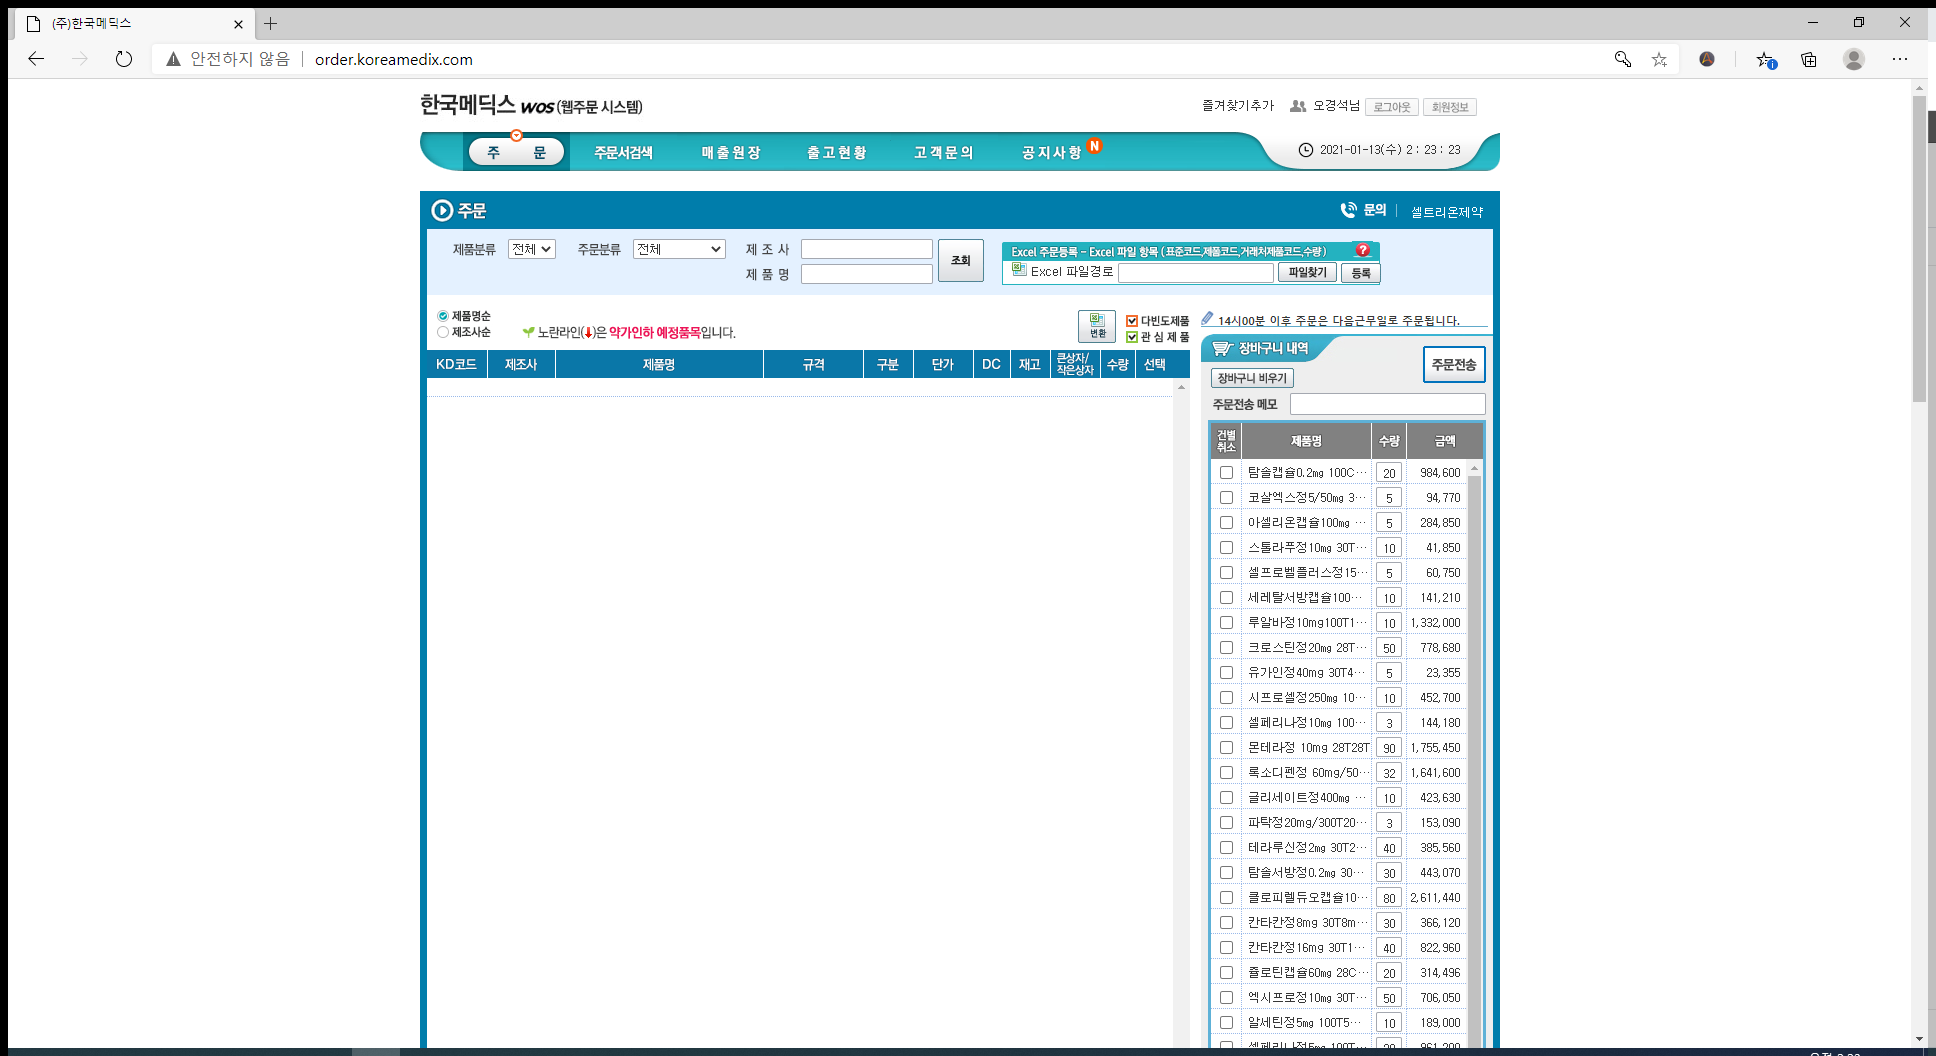 (주)한국메딕스
안전하지 않음 | order.koreamedix.com
한국메딕스 WOS (웹주문 시스템)
즐겨찾기추가 오경석님 로그아웃 회원정보
주 문 주문서검색 매출원장 출고현황 고객문의 공지사항 N 2021-01-13(수) 2 : 23 : 23
주문 문의 | 셀트리온제약
제품분류 전체 주문분류 전체 제 조 사
제 품 명
조회
Excel 주문등록 - Excel 파일 항목 (표준코드,제품코드,거래처제품코드,수량) ?
Excel 파일경로 파일찾기 등록
제품명순
제조사순
노란라인(↓)은 약가인하 예정품목입니다.
변환
다빈도제품
관 심 제 품
KD코드 제조사 제품명 규격 구분 단가 DC 재고 큰상자/작은상자 수량 선택
14시00분 이후 주문은 다음근무일로 주문됩니다.
장바구니 내역
주문전송
장바구니 비우기
주문전송 메모
건별취소 제품명 수량 금액
탐솔캡슐0.2mg 100C··· 20 984,600
코살엑스정5/50mg 3··· 5 94,770
아셀리온캡슐100mg ··· 5 284,850
스톨라푸정10mg 30T··· 10 41,850
셀프로벨플러스정15··· 5 60,750
세레탈서방캡슐100··· 10 141,210
루알바정10mg100T1··· 10 1,332,000
크로스틴정20mg 28T··· 50 778,680
유가인정40mg 30T4··· 5 23,355
시프로셀정250mg 10··· 10 452,700
셀페리나정10mg 100··· 3 144,180
몬테라정 10mg 28T28T 90 1,755,450
록소디펜정 60mg/50··· 32 1,641,600
글리세이트정400mg ··· 10 423,630
파탁정20mg/300T20··· 3 153,090
테라루신정2mg 30T2··· 40 385,560
탐솔서방정0.2mg 30··· 30 443,070
클로피렐듀오캡슐10··· 80 2,611,440
칸타칸정8mg 30T8m··· 30 366,120
칸타칸정16mg 30T1··· 40 822,960
쥴로틴캡슐60mg 28C··· 20 314,496
엑시프로정10mg 30T··· 50 706,050
알세틴정5mg 100T5··· 10 189,000
셀페리나정5mg 100T··· 20 961,200